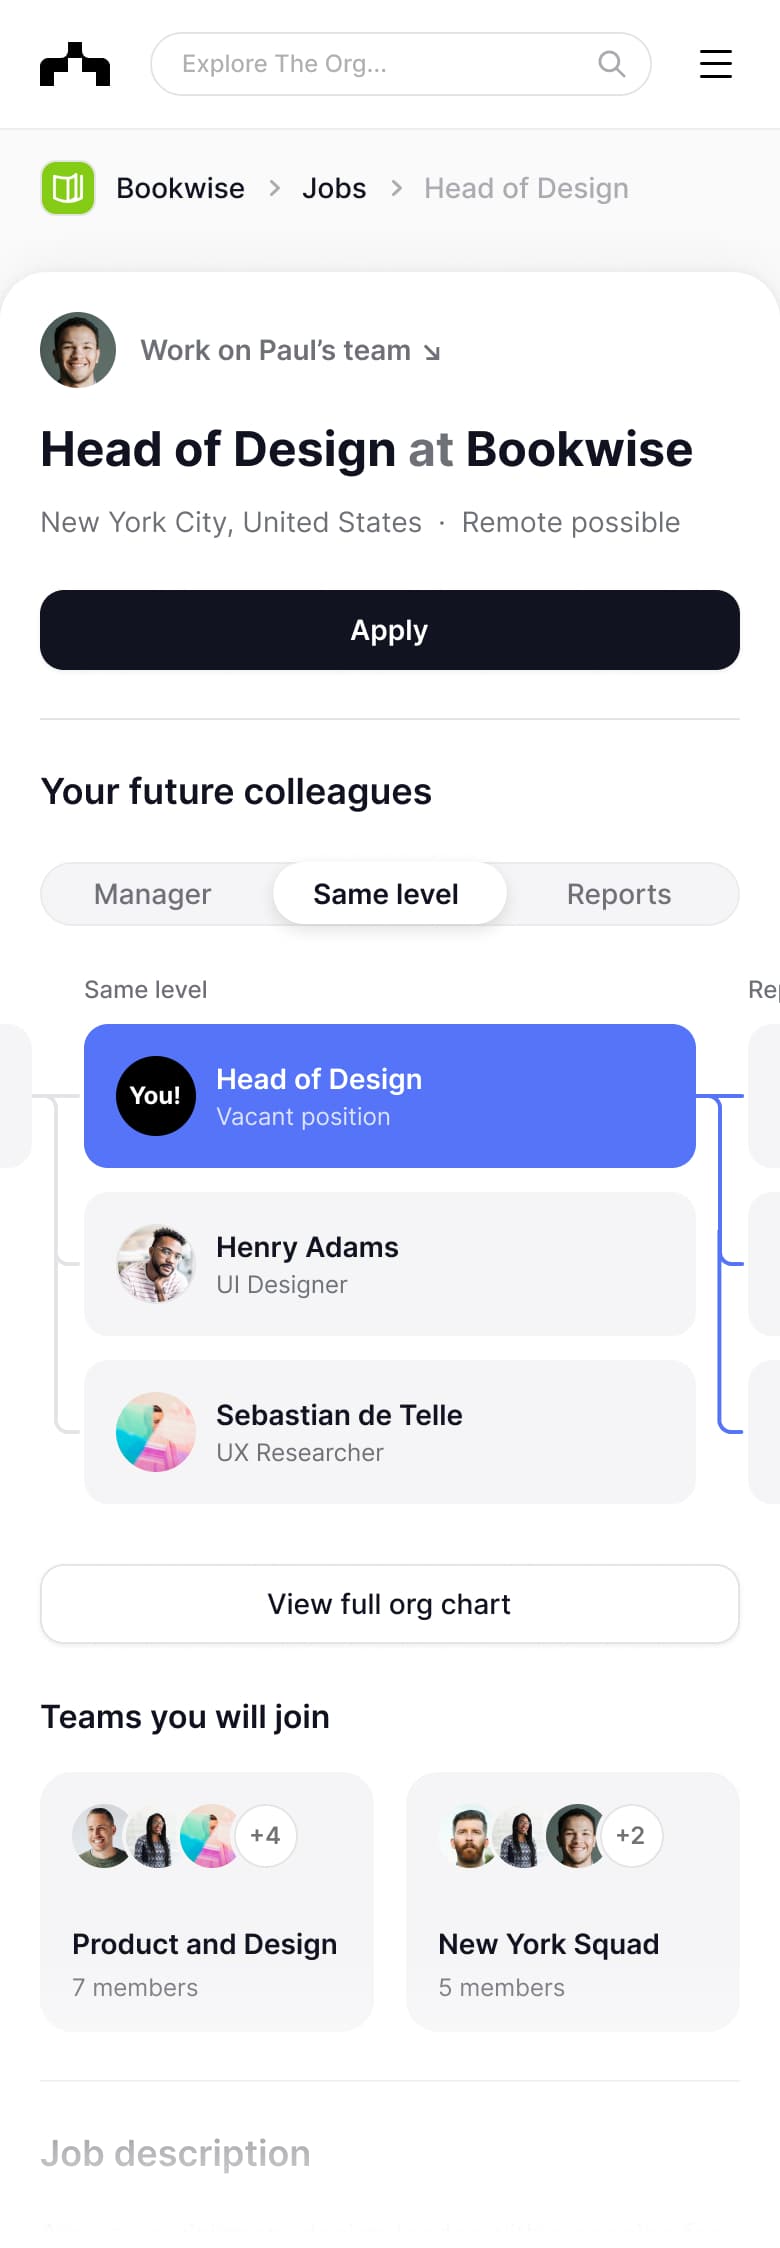 Explore The Org...
Bookwise > Jobs > Head of Design
Work on Paul’s team ↘
Head of Design at Bookwise
New York City, United States · Remote possible
Apply
Your future colleagues
Manager Same level Reports
Same level
You!
Head of Design
Vacant position
Henry Adams
UI Designer
Sebastian de Telle
UX Researcher
View full org chart
Teams you will join
+4
Product and Design
7 members
+2
New York Squad
5 members
Job description